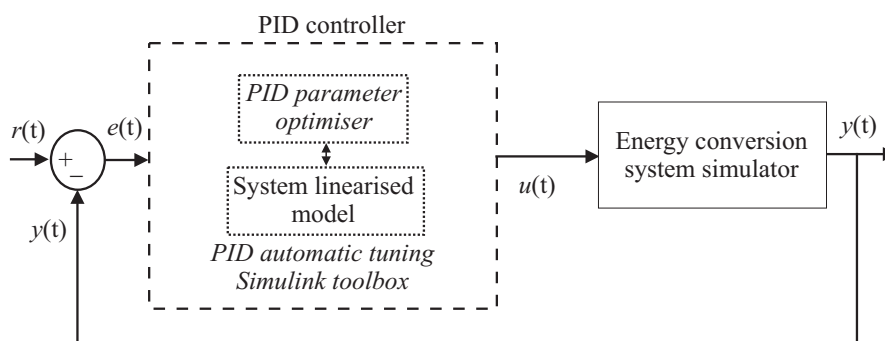 PID controller
PID parameter
optimiser
r(t)
e(t)
+
−
System linearised
model
PID automatic tuning
Simulink toolbox
u(t)
Energy conversion
system simulator
y(t)
y(t)